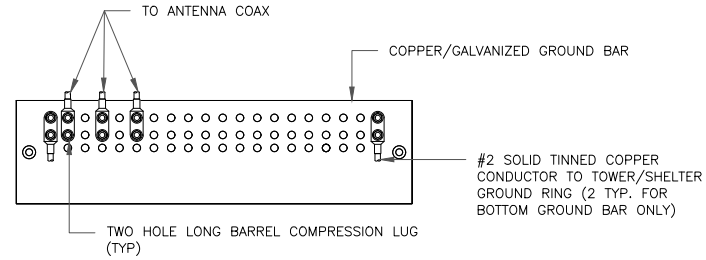 TO ANTENNA COAX
COPPER/GALVANIZED GROUND BAR
#2 SOLID TINNED COPPER
CONDUCTOR TO TOWER/SHELTER
GROUND RING (2 TYP. FOR
BOTTOM GROUND BAR ONLY)
TWO HOLE LONG BARREL COMPRESSION LUG
(TYP)